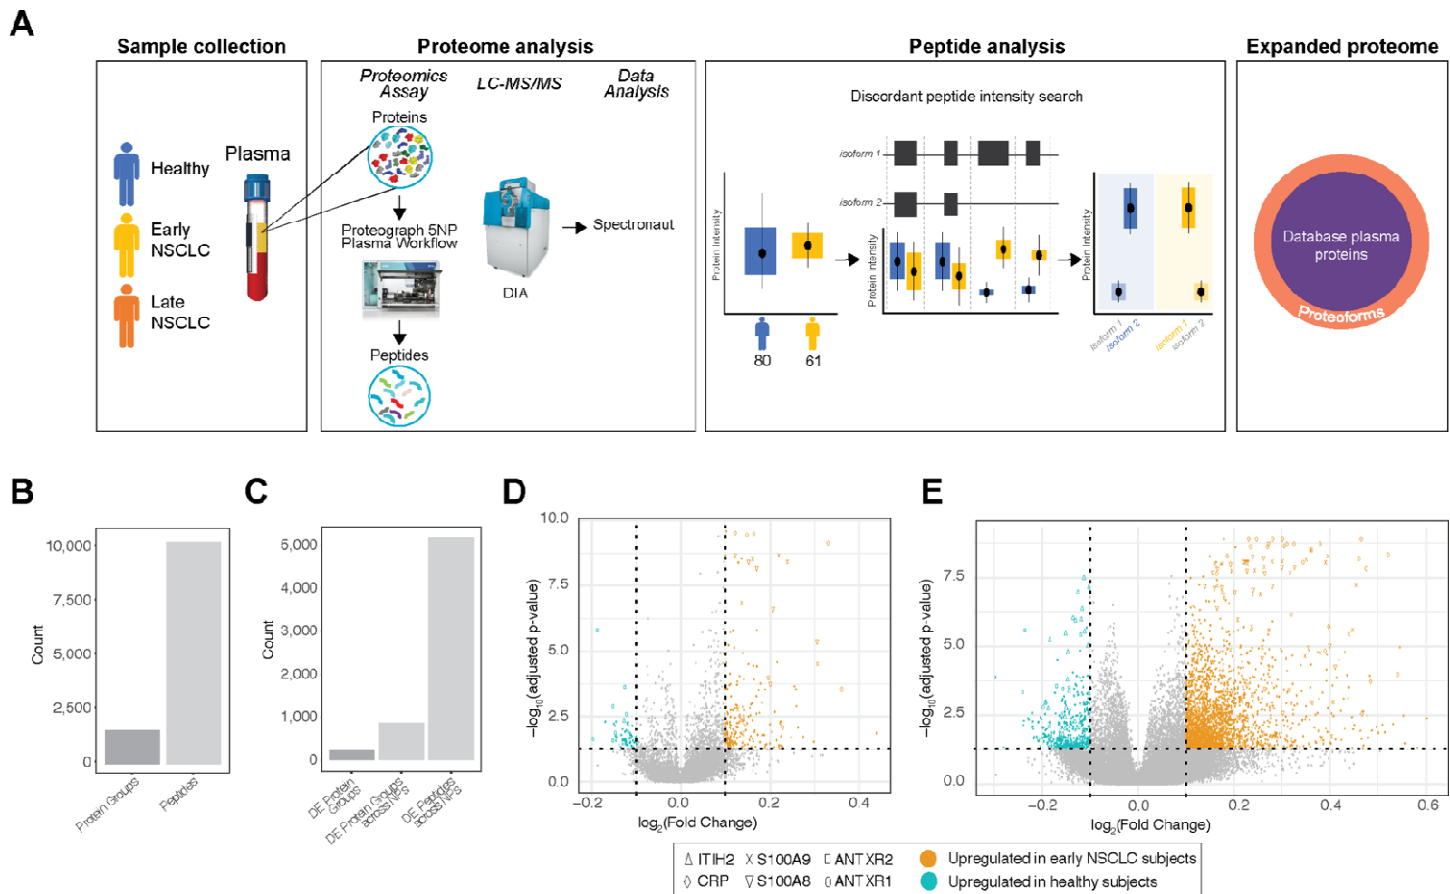 A
Sample collection
Proteome analysis
Peptide analysis
Expanded proteome
Healthy
Early
NSCLC
Late
NSCLC
Plasma
Proteomics
Assay
LC-MS/MS
Data
Analysis
Proteins
Proteograph 5NP
Plasma Workflow
Peptides
DIA
Spectronaut
Discordant peptide intensity search
isoform 1
isoform 2
Protein Intensity
80
61
Protein Intensity
Protein Intensity
Isoform 1
Isoform 2
Isoform 1
Isoform 2
Database plasma
proteins
Proteoforms
B
Count
10,000
7,500
5,000
2,500
0
Protein Groups
Peptides
C
Count
5,000
4,000
3,000
2,000
1,000
0
DE Protein
Groups
DE Protein Groups
across NPs
DE Peptides
across NPs
D
−log10(adjusted p-value)
10.0
7.5
5.0
2.5
0.0
−0.2
0.0
0.2
0.4
log2(Fold Change)
E
−log10(adjusted p-value)
7.5
5.0
2.5
0.0
−0.2
0.0
0.2
0.4
0.6
log2(Fold Change)
ITIH2
S100A9
ANTXR2
Upregulated in early NSCLC subjects
CRP
S100A8
ANTXR1
Upregulated in healthy subjects